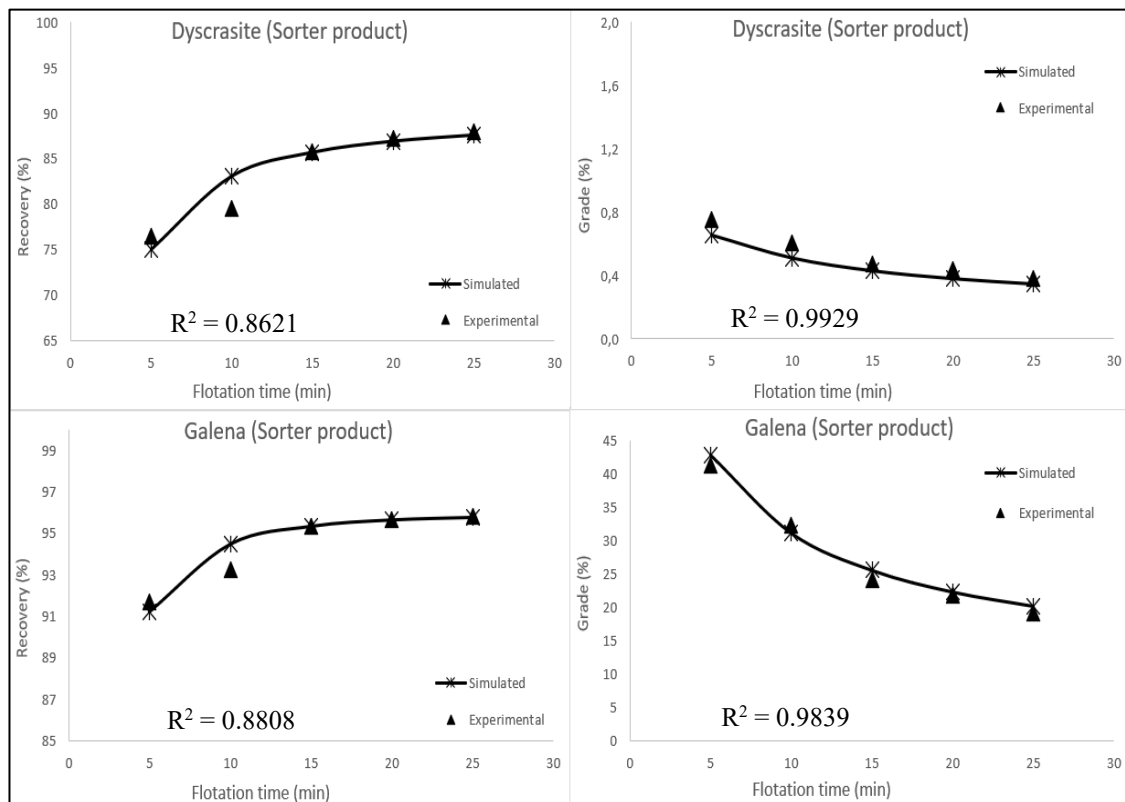 Dyscrasite (Sorter product)
100
95
90
85
80
75
70
65
Recovery (%)
Simulated
Experimental
R² = 0.8621
0 5 10 15 20 25 30
Flotation time (min)
Dyscrasite (Sorter product)
2,0
1,6
1,2
0,8
0,4
0,0
Grade (%)
Simulated
Experimental
R² = 0.9929
0 5 10 15 20 25 30
Flotation time (min)
Galena (Sorter product)
99
97
95
93
91
89
87
85
Recovery (%)
Simulated
Experimental
R² = 0.8808
0 5 10 15 20 25 30
Flotation time (min)
Galena (Sorter product)
45
40
35
30
25
20
15
10
5
0
Grade (%)
Simulated
Experimental
R² = 0.9839
0 5 10 15 20 25 30
Flotation time (min)